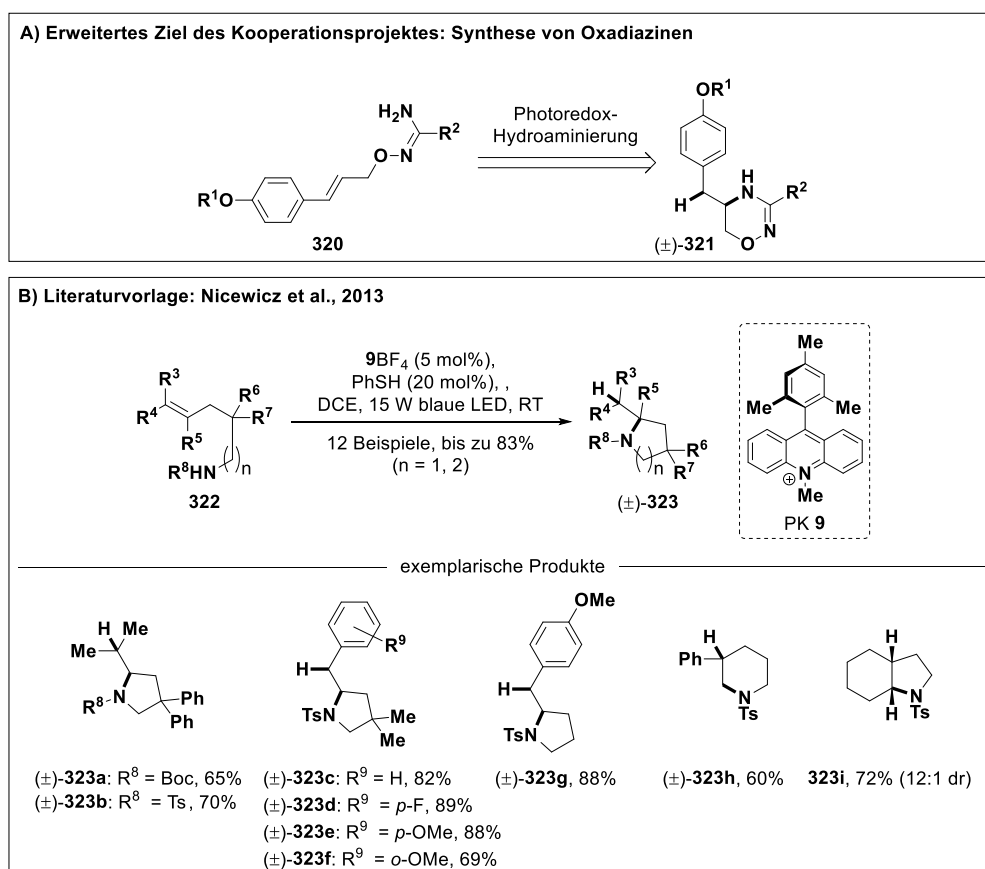 A) Erweitertes Ziel des Kooperationsprojektes: Synthese von Oxadiazinen
H₂N
R²
O
N
R¹O
320
Photoredox-
Hydroaminierung
OR¹
H
H
N
R²
N
O
(±)-321
B) Literaturvorlage: Nicewicz et al., 2013
R³
R⁴
R⁵
R⁶
R⁷
R⁸HN
n
322
9BF₄ (5 mol%),
PhSH (20 mol%), ,
DCE, 15 W blaue LED, RT
12 Beispiele, bis zu 83%
(n = 1, 2)
H
R³
R⁴
R⁵
R⁸
N
n
R⁶
R⁷
(±)-323
Me
Me
Me
N
⊕
Me
PK 9
exemplarische Produkte
H
Me
Me
N
R⁸
Ph
Ph
(±)-323a: R⁸ = Boc, 65%
(±)-323b: R⁸ = Ts, 70%
R⁹
H
TsN
Me
Me
(±)-323c: R⁹ = H, 82%
(±)-323d: R⁹ = p-F, 89%
(±)-323e: R⁹ = p-OMe, 88%
(±)-323f: R⁹ = o-OMe, 69%
OMe
H
Ts
N
(±)-323g, 88%
H
Ph
N
Ts
(±)-323h, 60%
H
N
H
Ts
323i, 72% (12:1 dr)